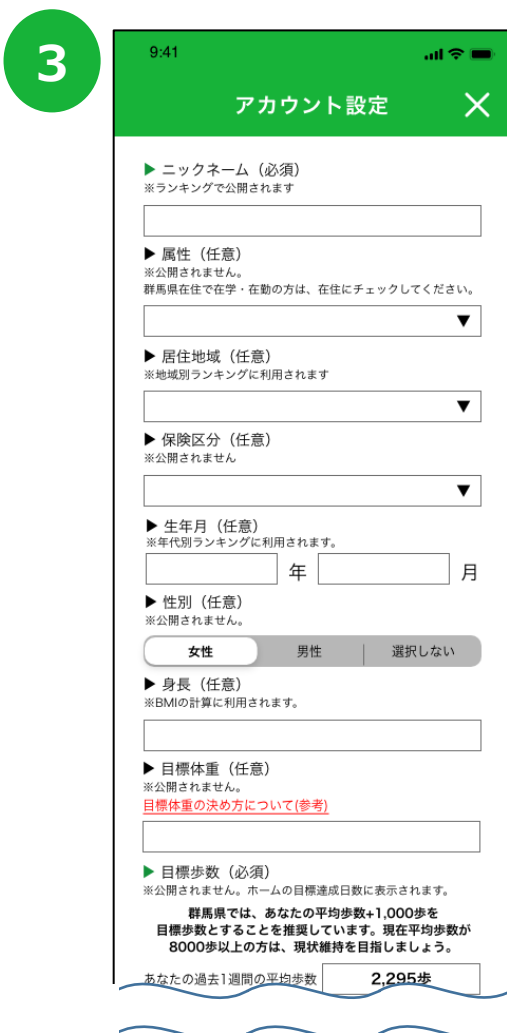 3
9:41
アカウント設定
▶ ニックネーム（必須）
※ランキングで公開されます
▶ 属性（任意）
※公開されません。
群馬県在住で在学・在勤の方は、在住にチェックしてください。
▼
▶ 居住地域（任意）
※地域別ランキングに利用されます
▼
▶ 保険区分（任意）
※公開されません
▼
▶ 生年月（任意）
※年代別ランキングに利用されます。
年 月
▶ 性別（任意）
※公開されません。
女性 男性 選択しない
▶ 身長（任意）
※BMIの計算に利用されます。
▶ 目標体重（任意）
※公開されません。
目標体重の決め方について(参考)
▶ 目標歩数（必須）
※公開されません。ホームの目標達成日数に表示されます。
群馬県では、あなたの平均歩数+1,000歩を
目標歩数とすることを推奨しています。現在平均歩数が
8000歩以上の方は、現状維持を目指しましょう。
あなたの過去1週間の平均歩数 2,295歩